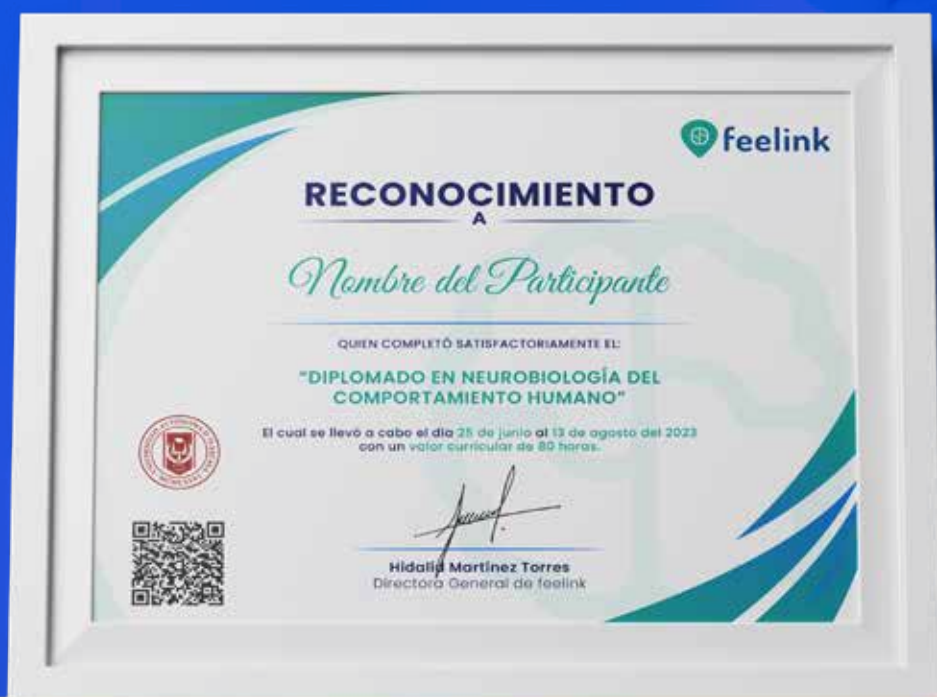 feelink
RECONOCIMIENTO
A
Nombre del Participante
QUIEN COMPLETÓ SATISFACTORIAMENTE EL:
"DIPLOMADO EN NEUROBIOLOGÍA DEL
COMPORTAMIENTO HUMANO"
El cual se llevó a cabo el día 25 de junio al 13 de agosto del 2023
con un valor curricular de 80 horas.
Hidalid Martínez Torres
Directora General de feelink